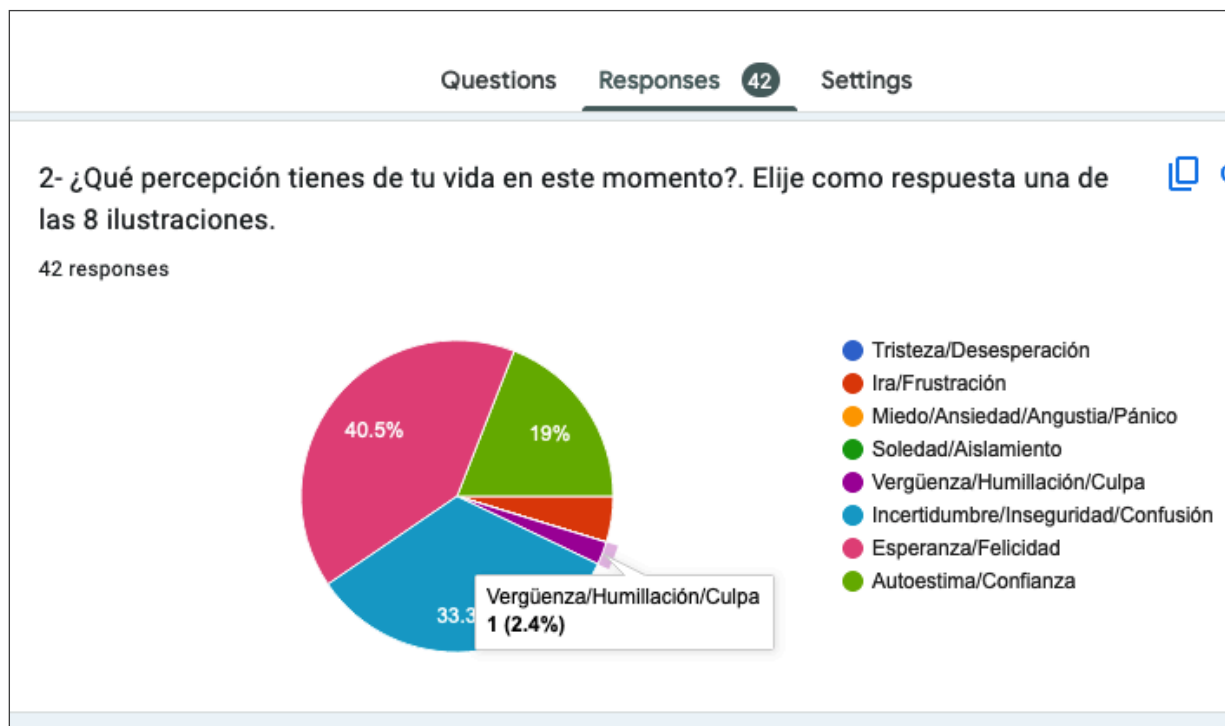 Questions Responses 42 Settings
2- ¿Qué percepción tienes de tu vida en este momento?. Elije como respuesta una de
las 8 ilustraciones.
42 responses
40.5%
19%
33.3
Vergüenza/Humillación/Culpa
1 (2.4%)
Tristeza/Desesperación
Ira/Frustración
Miedo/Ansiedad/Angustia/Pánico
Soledad/Aislamiento
Vergüenza/Humillación/Culpa
Incertidumbre/Inseguridad/Confusión
Esperanza/Felicidad
Autoestima/Confianza